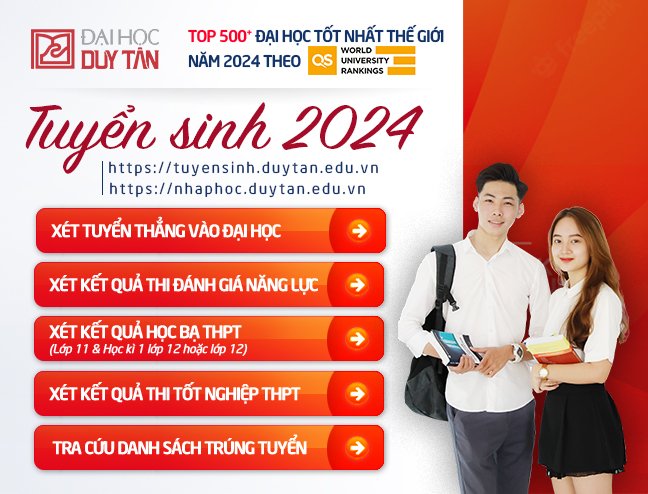 ĐẠI HỌC
DUY TÂN
TOP 500+ ĐẠI HỌC TỐT NHẤT THẾ GIỚI
NĂM 2024 THEO
QS
WORLD
UNIVERSITY
RANKINGS
Tuyển sinh 2024
https://tuyensinh.duytan.edu.vn
https://nhaphoc.duytan.edu.vn
XÉT TUYỂN THẲNG VÀO ĐẠI HỌC
XÉT KẾT QUẢ THI ĐÁNH GIÁ NĂNG LỰC
XÉT KẾT QUẢ HỌC BẠ THPT
(Lớp 11 & Học kì 1 lớp 12 hoặc lớp 12)
XÉT KẾT QUẢ THI TỐT NGHIỆP THPT
TRA CỨU DANH SÁCH TRÚNG TUYỂN